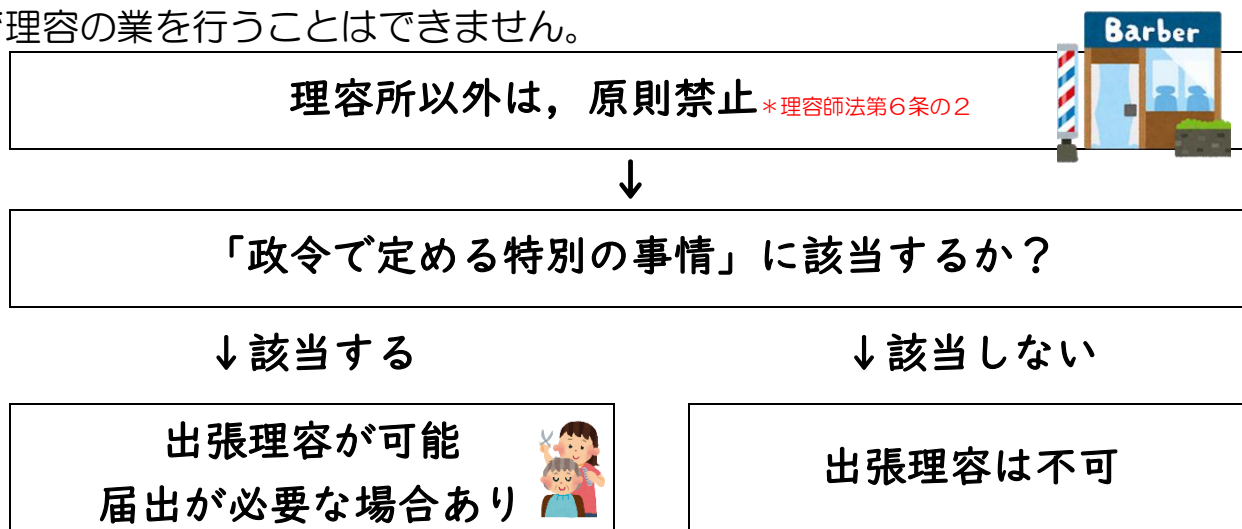 理容の業を行うことはできません。
Barber
理容所以外は，原則禁止＊理容師法第６条の２
↓
「政令で定める特別の事情」に該当するか？
↓該当する
↓該当しない
出張理容が可能
届出が必要な場合あり
出張理容は不可